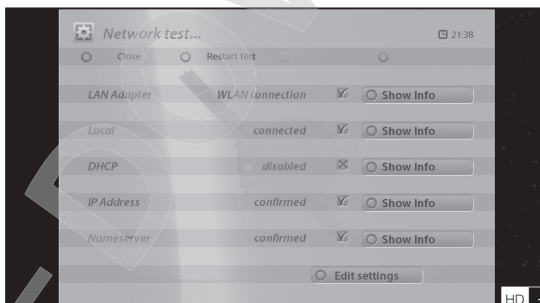 Network test...
21:38
Close Restart test
LAN Adapter WLAN connection Show Info
Local connected Show Info
DHCP disabled Show Info
IP Address confirmed Show Info
Nameserver confirmed Show Info
Edit settings
HD